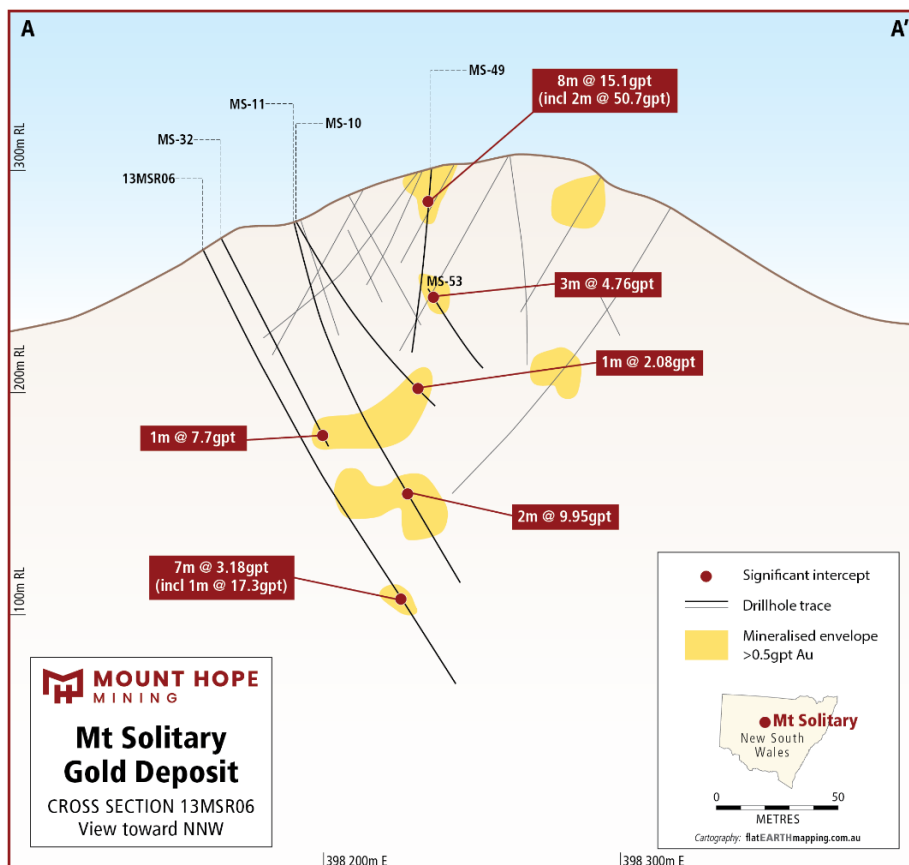 A
A'
MS-49
8m @ 15.1gpt
(incl 2m @ 50.7gpt)
MS-11
MS-10
MS-32
13MSR06
300m RL
MS-53
3m @ 4.76gpt
200m RL
1m @ 2.08gpt
1m @ 7.7gpt
2m @ 9.95gpt
7m @ 3.18gpt
(incl 1m @ 17.3gpt)
100m RL
Significant intercept
Drillhole trace
Mineralised envelope
>0.5gpt Au
MOUNT HOPE
MINING
Mt Solitary
Gold Deposit
CROSS SECTION 13MSR06
View toward NNW
Mt Solitary
New South
Wales
0
50
METRES
Cartography: flatEARTHmapping.com.au
398 200m E
398 300m E